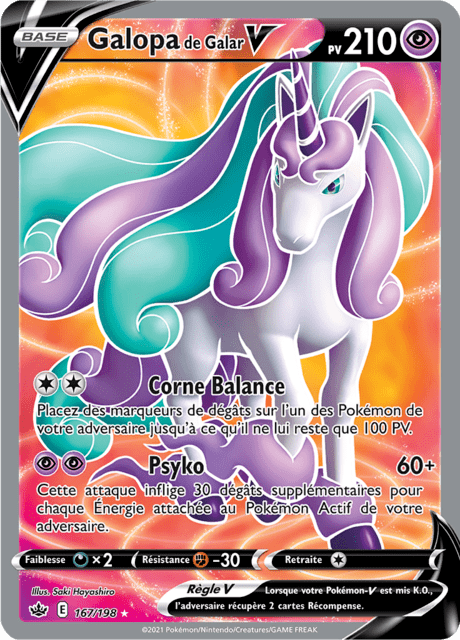 BASE Galopa de Galar V PV 210
Corne Balance
Placez des marqueurs de dégâts sur l'un des Pokémon de
votre adversaire jusqu'à ce qu'il ne lui reste que 100 PV.
Psyko 60+
Cette attaque inflige 30 dégâts supplémentaires pour
chaque Énergie attachée au Pokémon Actif de votre
adversaire.
Faiblesse ×2 Résistance -30 Retraite
Illus. Saki Hayashiro
Règle V Lorsque votre Pokémon-V est mis K.O.,
l'adversaire récupère 2 cartes Récompense.
E 167/198
©2021 Pokémon/Nintendo/Creatures/GAME FREAK